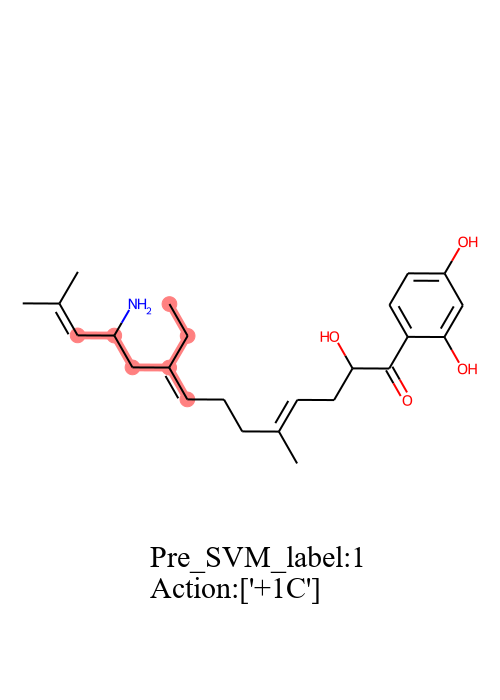 OH
NH2
HO
OH
O
Pre_SVM_label:1
Action:['+1C']